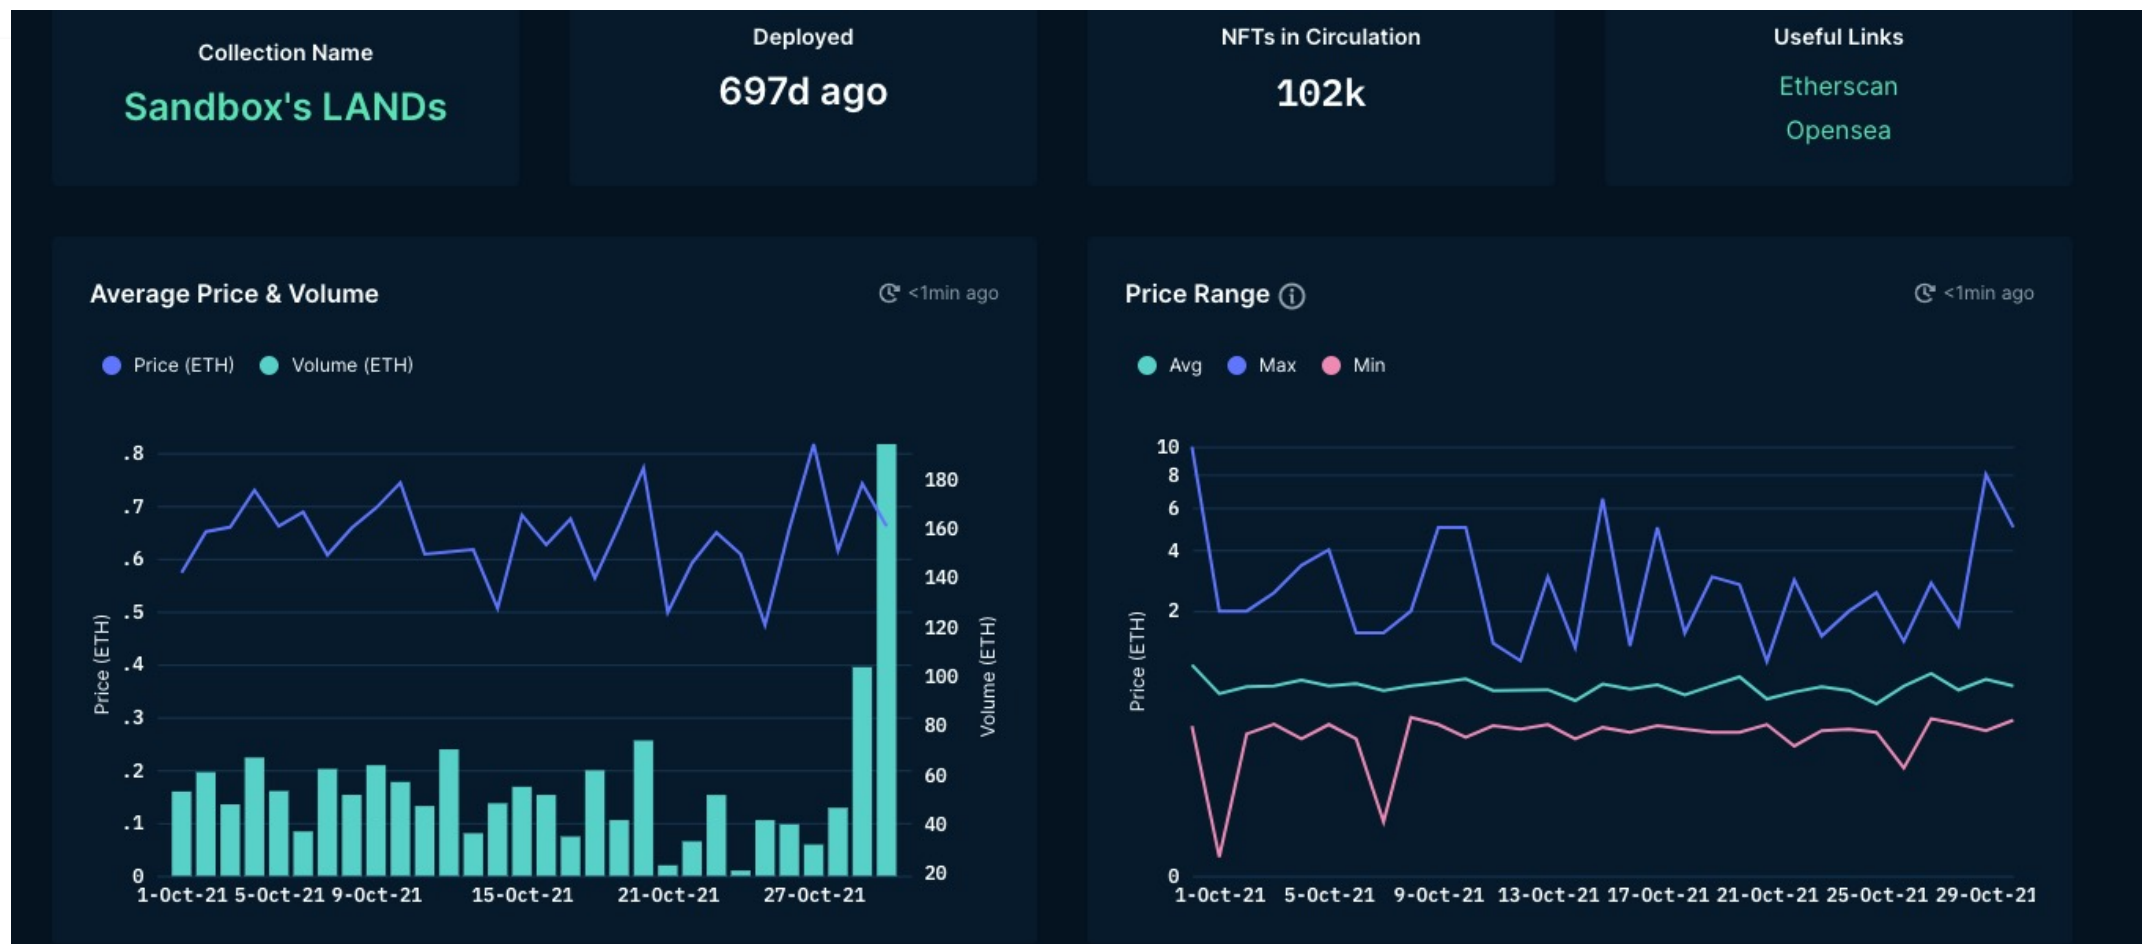 Collection Name
Sandbox's LANDs
Deployed
697d ago
NFTs in Circulation
102k
Useful Links
Etherscan
Opensea
Average Price & Volume
<1min ago
Price (ETH)
Volume (ETH)
.8
.7
.6
.5
.4
.3
.2
.1
0
Price (ETH)
180
160
140
120
100
80
60
40
20
Volume (ETH)
1-Oct-21 5-Oct-21 9-Oct-21 15-Oct-21 21-Oct-21 27-Oct-21
Price Range
<1min ago
Avg
Max
Min
10
8
6
4
2
0
Price (ETH)
1-Oct-21 5-Oct-21 9-Oct-21 13-Oct-21 17-Oct-21 21-Oct-21 25-Oct-21 29-Oct-21